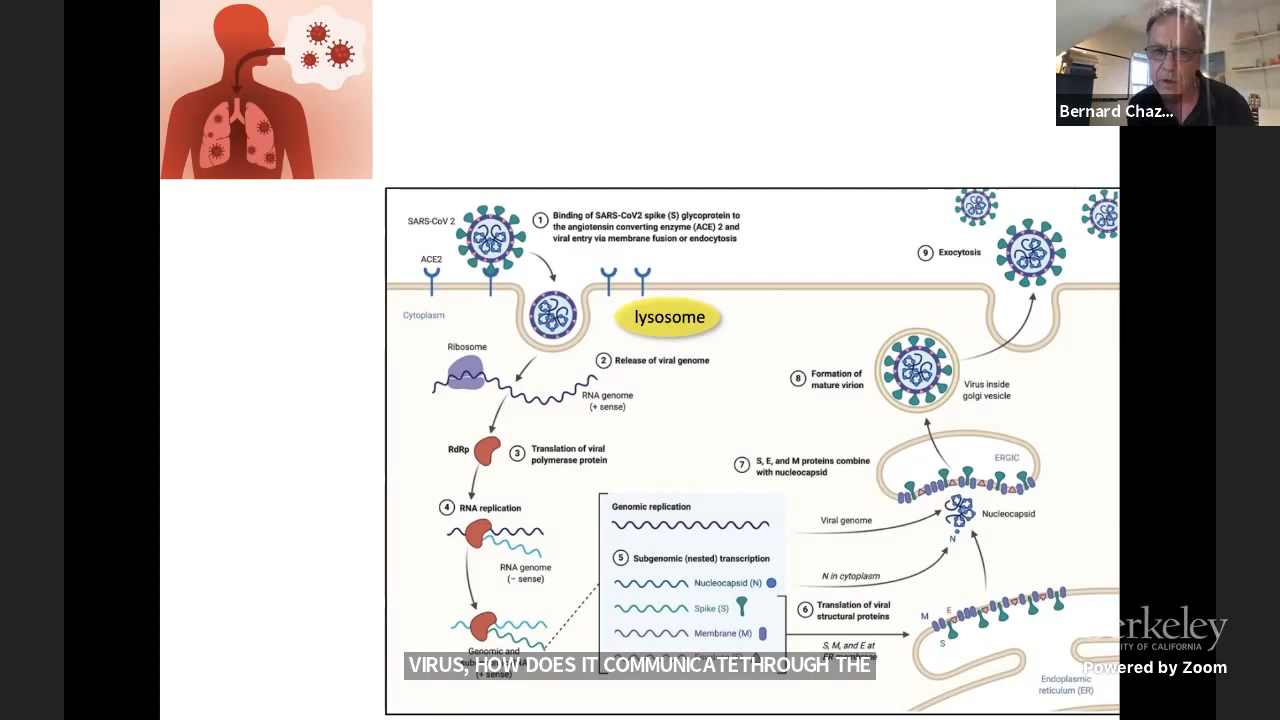 Bernard Chaz...
SARS-CoV 2
1
Binding of SARS-CoV2 spike (S) glycoprotein to
the angiotensin converting enzyme (ACE) 2 and
viral entry via membrane fusion or endocytosis
9 Exocytosis
ACE2
Cytoplasm
lysosome
Ribosome
2 Release of viral genome
RNA genome
(+ sense)
8
Formation of
mature virion
Virus inside
golgi vesicle
RdRp
3
Translation of viral
polymerase protein
7
S, E, and M proteins combine
with nucleocapsid
ERGIC
4 RNA replication
Genomic replication
Viral genome
Nucleocapsid
N
5 Subgenomic (nested) transcription
RNA genome
(− sense)
Nucleocapsid (N)
N in cytoplasm
Spike (S)
6
Translation of viral
structural proteins
M
E
S
Membrane (M)
S, M, and E at
Genomic and
(+ sense)
VIRUS, HOW DOES IT COMMUNICATETHROUGH THE
Endoplasmic
reticulum (ER)
Powered by Zoom